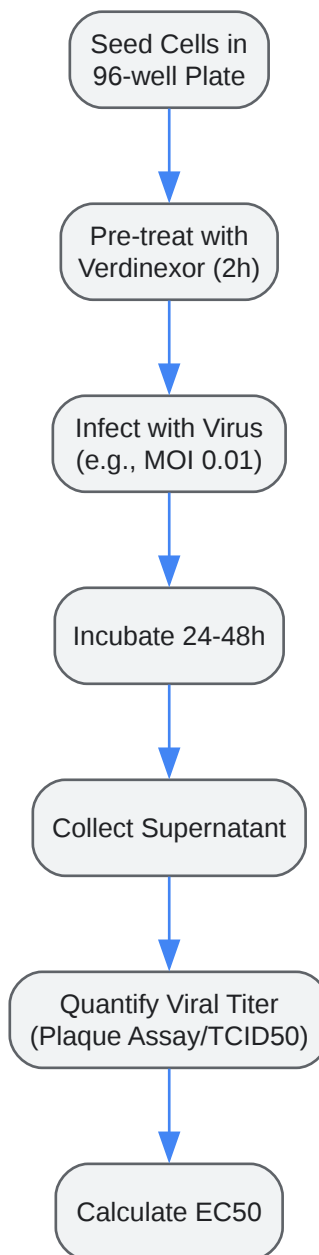 Seed Cells in
96-well Plate
Pre-treat with
Verdinexor (2h)
Infect with Virus
(e.g., MOI 0.01)
Incubate 24-48h
Collect Supernatant
Quantify Viral Titer
(Plaque Assay/TCID50)
Calculate EC50